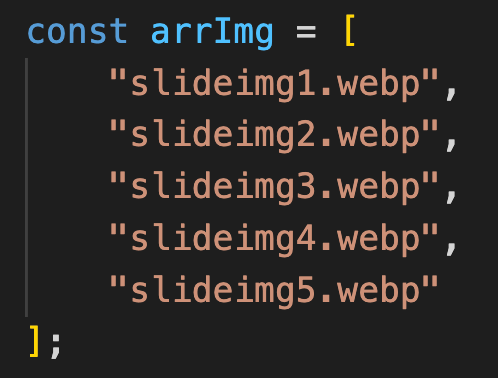 const arrImg = [
    "slideimg1.webp",
    "slideimg2.webp",
    "slideimg3.webp",
    "slideimg4.webp",
    "slideimg5.webp"
];